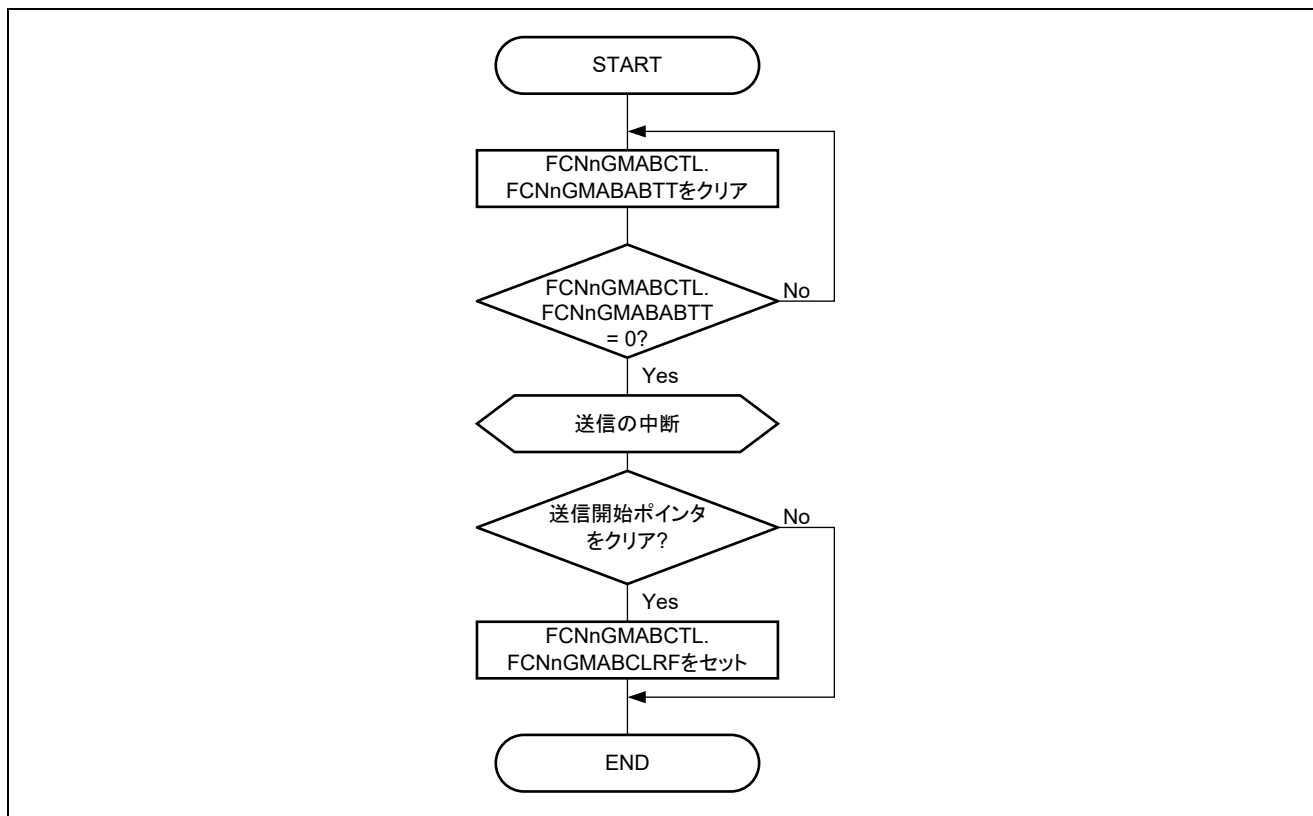 START
FCNnGMABCTL.
FCNnGMABABTTをクリア
FCNnGMABCTL.
FCNnGMABABTT
= 0?
No
Yes
送信の中断
送信開始ポインタ
をクリア?
No
Yes
FCNnGMABCTL.
FCNnGMABCLRFをセット
END